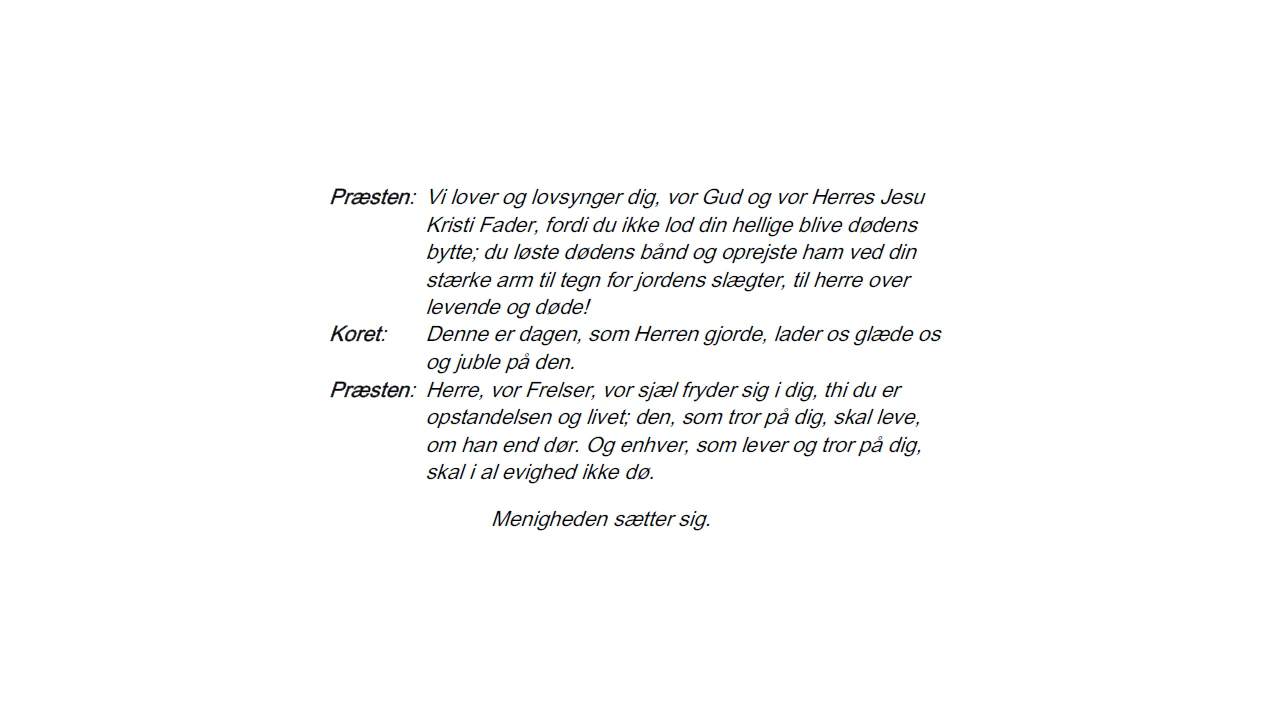 Præsten: Vi lover og lovsynger dig, vor Gud og vor Herres Jesu
Kristi Fader, fordi du ikke lod din hellige blive dødens
bytte; du løste dødens bånd og oprejste ham ved din
stærke arm til tegn for jordens slægter, til herre over
levende og døde!
Koret: Denne er dagen, som Herren gjorde, lader os glæde os
og juble på den.
Præsten: Herre, vor Frelser, vor sjæl fryder sig i dig, thi du er
opstandelsen og livet; den, som tror på dig, skal leve,
om han end dør. Og enhver, som lever og tror på dig,
skal i al evighed ikke dø.
Menigheden sætter sig.